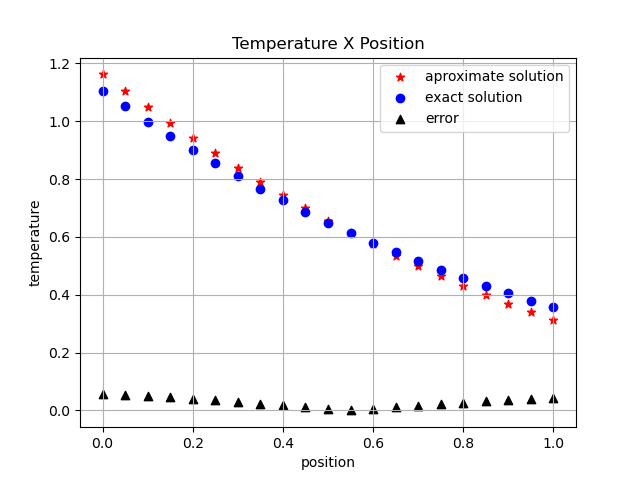 Temperature X Position
aproximate solution
exact solution
error
temperature
1.2
1.0
0.8
0.6
0.4
0.2
0.0
0.0 0.2 0.4 0.6 0.8 1.0
position